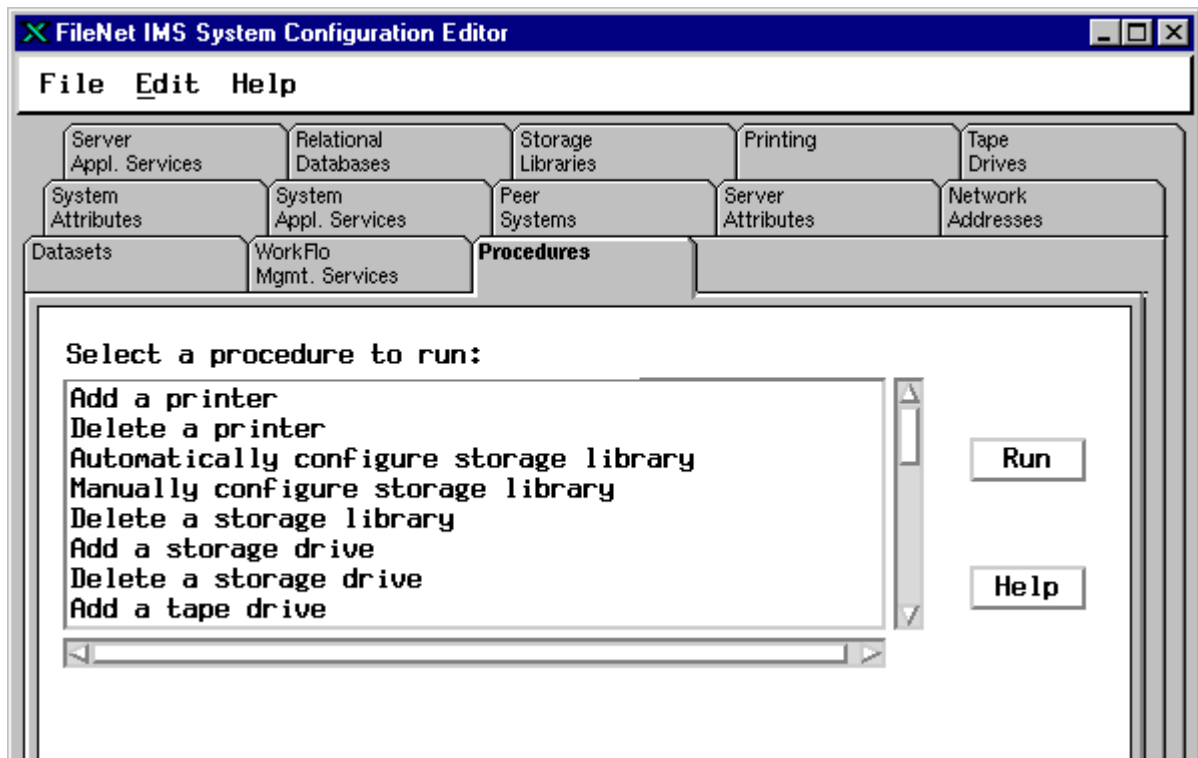 FileNet IMS System Configuration Editor
File Edit Help
Server Appl. Services
Relational Databases
Storage Libraries
Printing
Tape Drives
System Attributes
System Appl. Services
Peer Systems
Server Attributes
Network Addresses
Datasets
WorkFlo Mgmt. Services
Procedures
Select a procedure to run:
Add a printer
Delete a printer
Automatically configure storage library
Manually configure storage library
Delete a storage library
Add a storage drive
Delete a storage drive
Add a tape drive
Run
Help